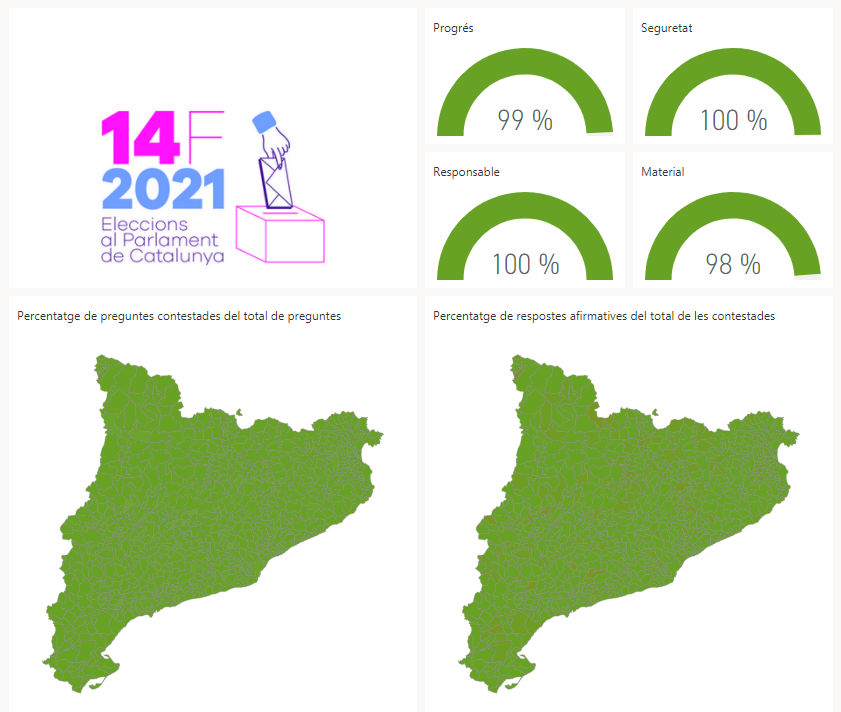 14F
2021
Eleccions
al Parlament
de Catalunya
Progrés
99 %
Seguretat
100 %
Responsable
100 %
Material
98 %
Percentatge de preguntes contestades del total de preguntes
Percentatge de respostes afirmatives del total de les contestades